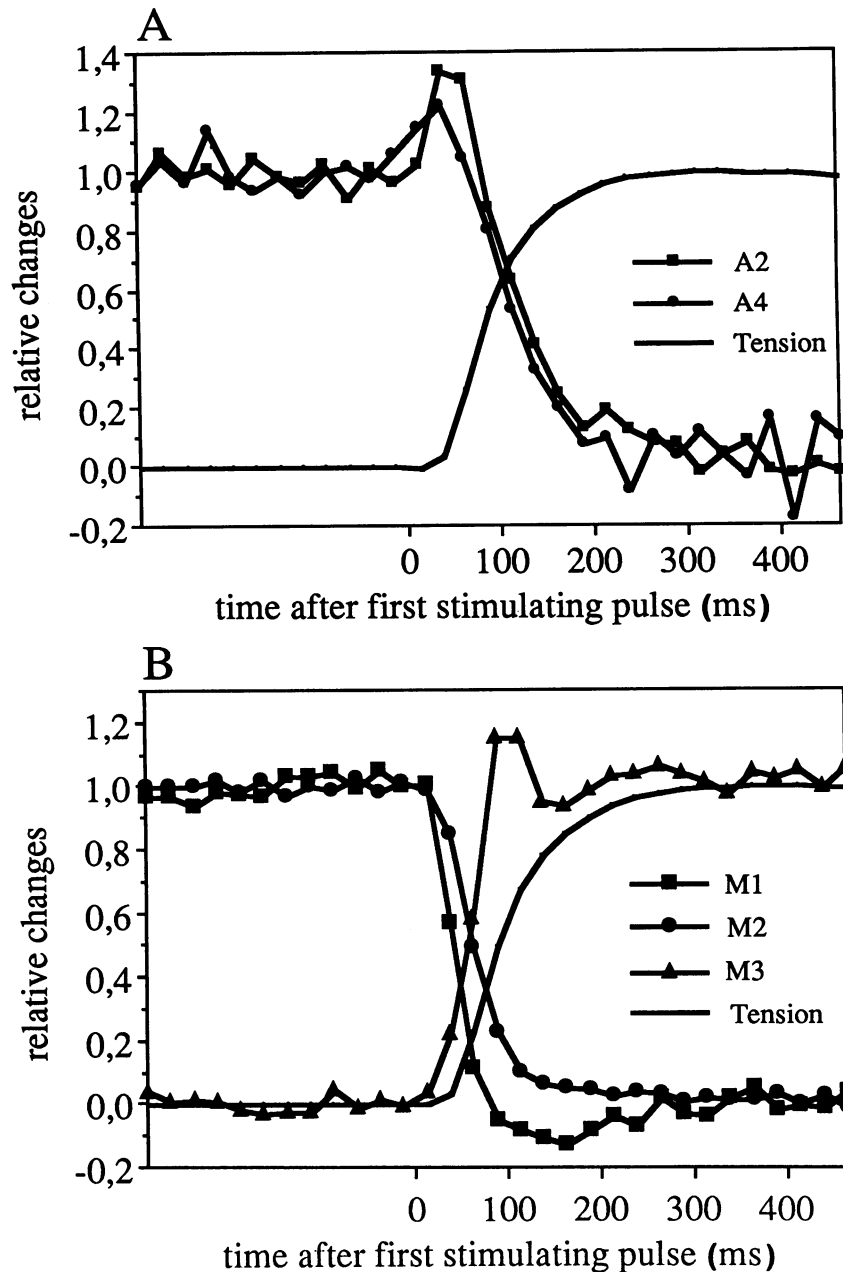 A
1,4
1,2
1,0
0,8
0,6
0,4
0,2
0,0
-0,2
relative changes
A2
A4
Tension
0 100 200 300 400
time after first stimulating pulse (ms)
B
1,2
1,0
0,8
0,6
0,4
0,2
0,0
-0,2
relative changes
M1
M2
M3
Tension
0 100 200 300 400
time after first stimulating pulse (ms)